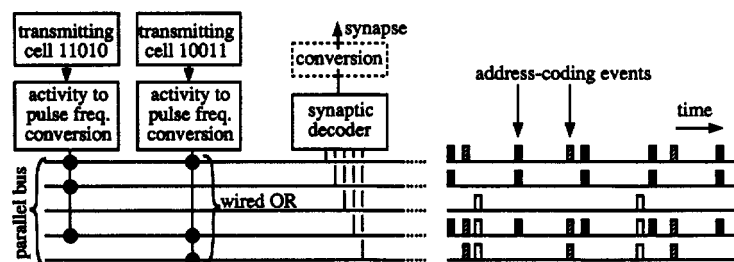 transmitting
cell 11010
transmitting
cell 10011
synapse
conversion
activity to
pulse freq.
conversion
activity to
pulse freq.
conversion
synaptic
decoder
address-coding events
time
parallel bus
wired OR